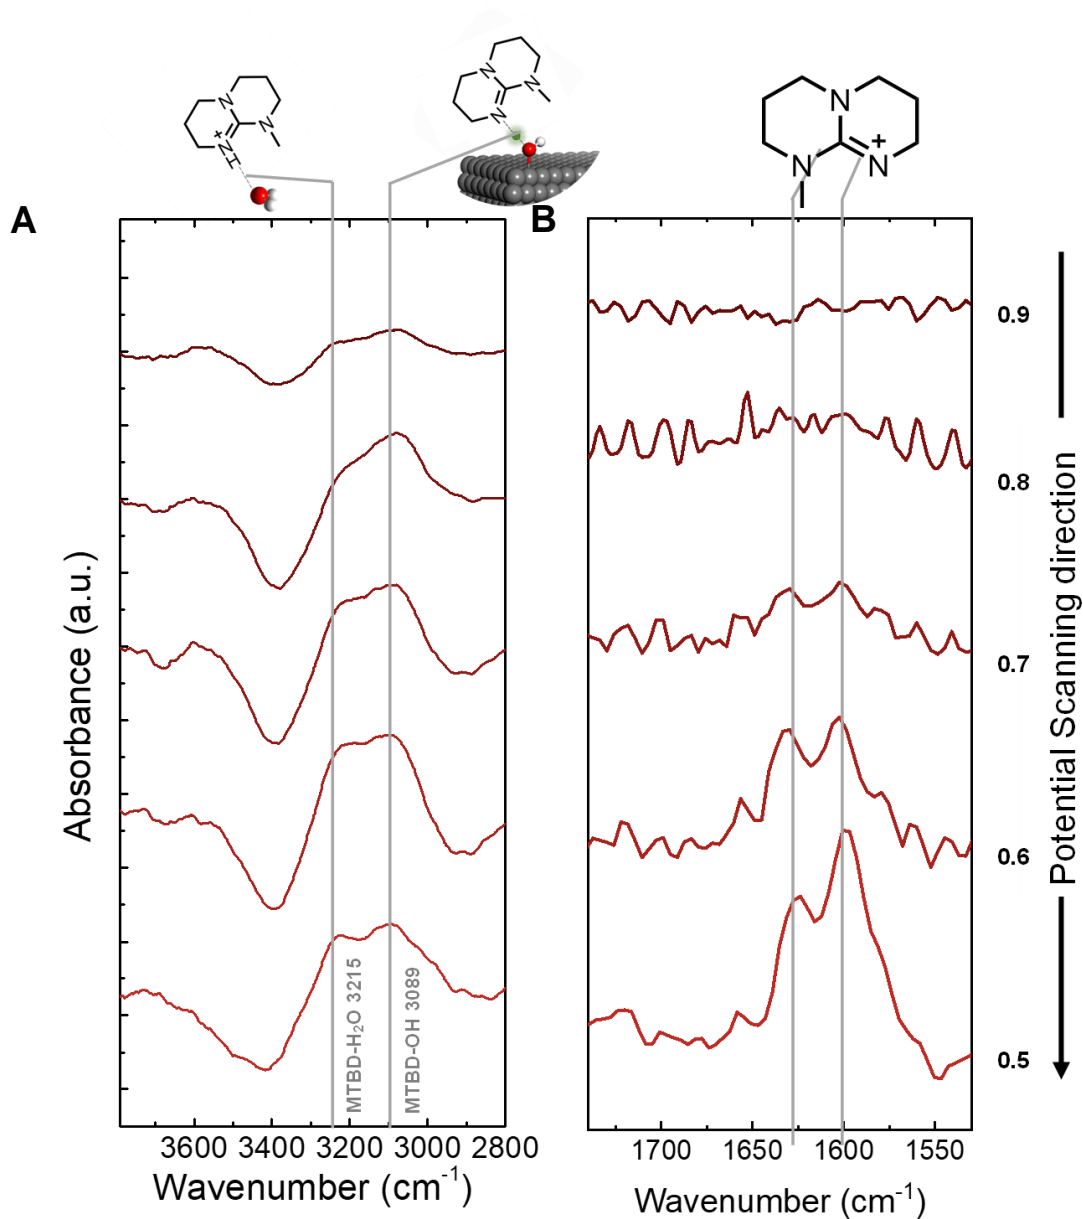 N
N
N
+
H
N
N
N
N
N
+
N
A
B
Absorbance (a.u.)
MTBD-H₂O 3215
MTBD-OH 3089
3600 3400 3200 3000 2800
Wavenumber (cm⁻¹)
1700 1650 1600 1550
Wavenumber (cm⁻¹)
0.9
0.8
0.7
0.6
0.5
Potential Scanning direction